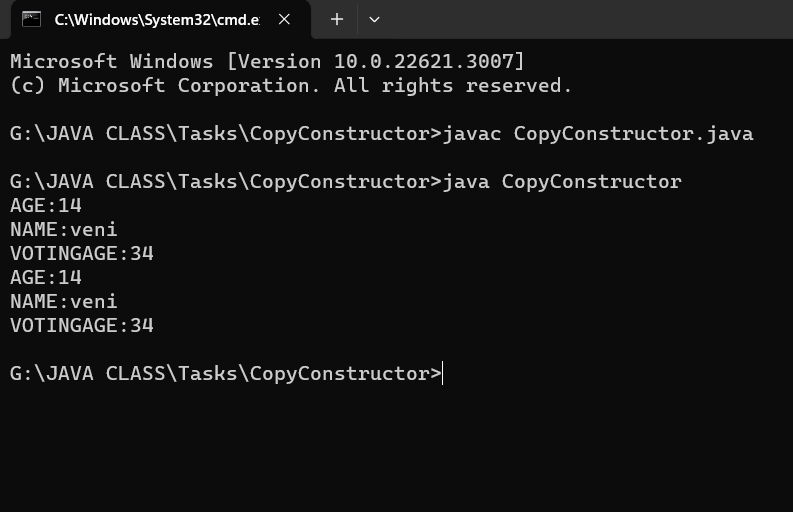 C:\Windows\System32\cmd.e
Microsoft Windows [Version 10.0.22621.3007]
(c) Microsoft Corporation. All rights reserved.
G:\JAVA CLASS\Tasks\CopyConstructor>javac CopyConstructor.java
G:\JAVA CLASS\Tasks\CopyConstructor>java CopyConstructor
AGE:14
NAME:veni
VOTINGAGE:34
AGE:14
NAME:veni
VOTINGAGE:34
G:\JAVA CLASS\Tasks\CopyConstructor>